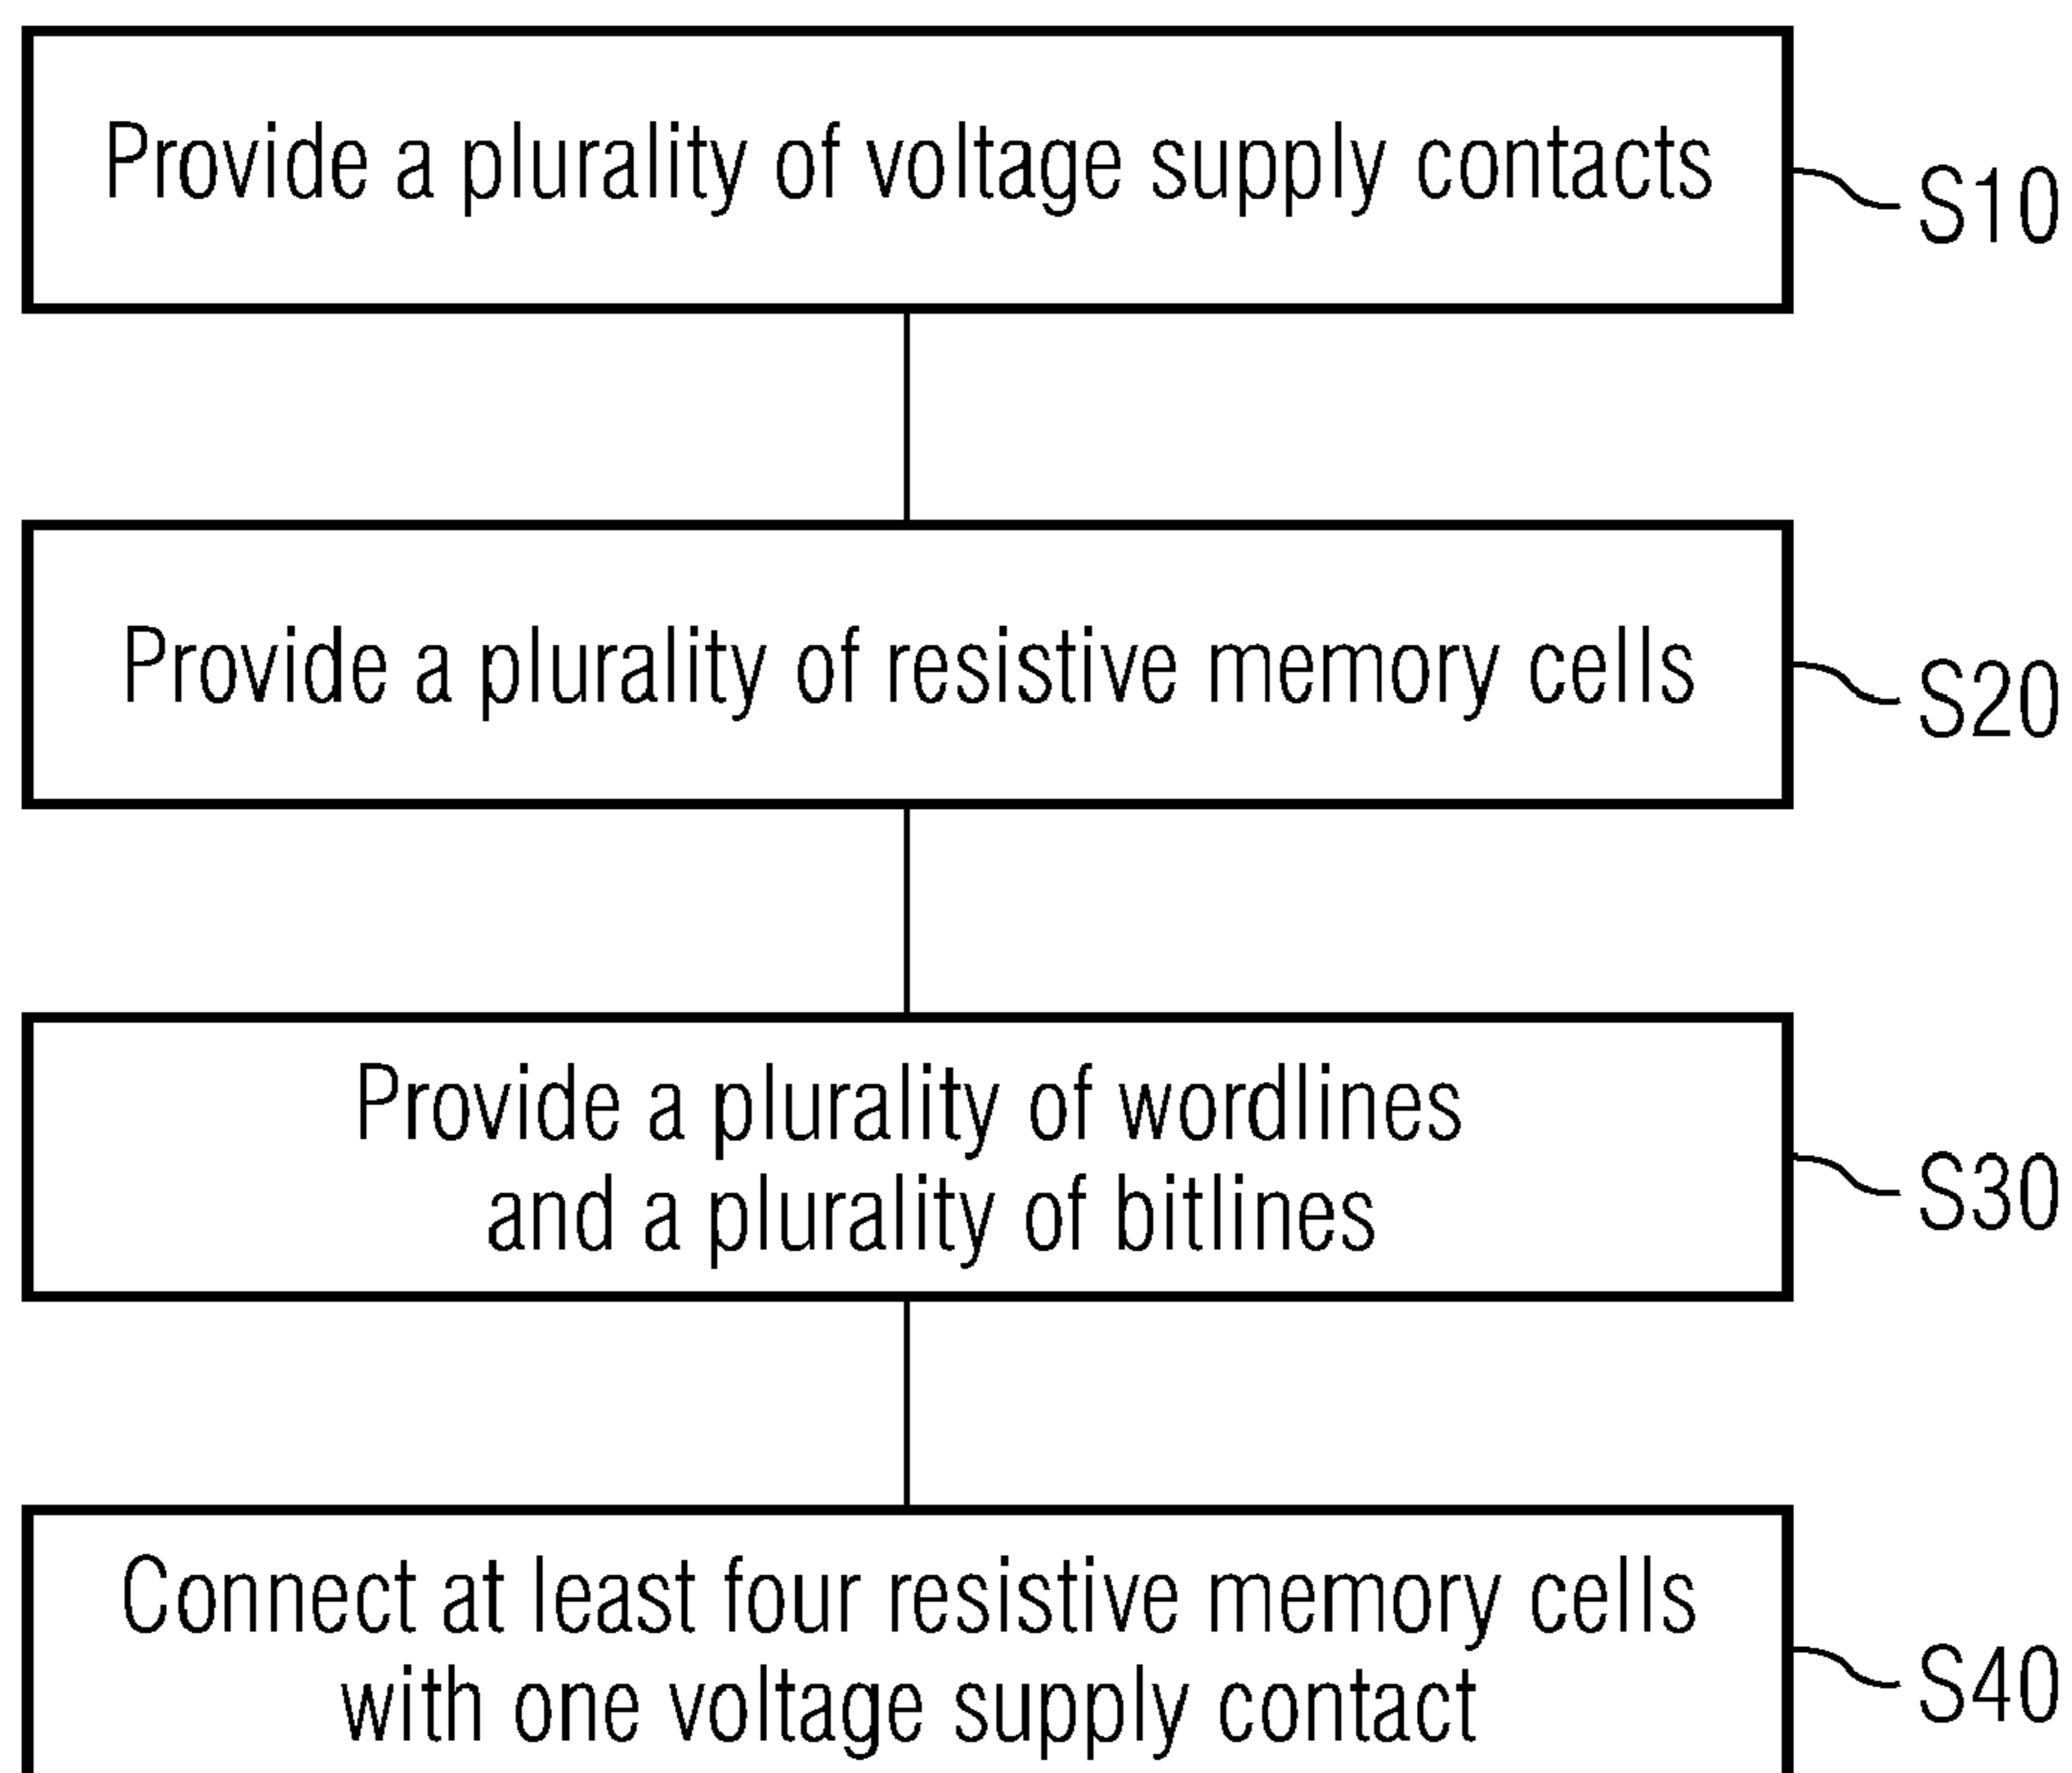 Provide a plurality of voltage supply contacts
S10
Provide a plurality of resistive memory cells
S20
Provide a plurality of wordlines
and a plurality of bitlines
S30
Connect at least four resistive memory cells
with one voltage supply contact
S40